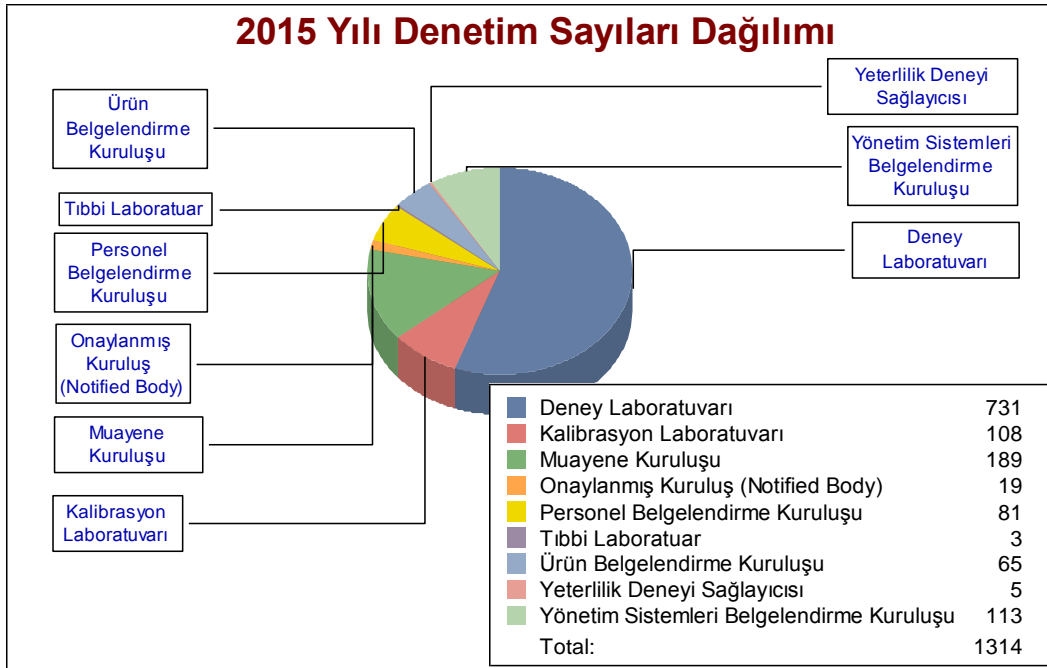 2015 Yılı Denetim Sayıları Dağılımı
Yeterlilik Deneyi
Sağlayıcısı
Ürün
Belgelendirme
Kuruluşu
Yönetim Sistemleri
Belgelendirme
Kuruluşu
Tıbbi Laboratuar
Personel
Belgelendirme
Kuruluşu
Deney
Laboratuvarı
Onaylanmış
Kuruluş
(Notified Body)
Muayene
Kuruluşu
Kalibrasyon
Laboratuvarı
Deney Laboratuvarı 731
Kalibrasyon Laboratuvarı 108
Muayene Kuruluşu 189
Onaylanmış Kuruluş (Notified Body) 19
Personel Belgelendirme Kuruluşu 81
Tıbbi Laboratuar 3
Ürün Belgelendirme Kuruluşu 65
Yeterlilik Deneyi Sağlayıcısı 5
Yönetim Sistemleri Belgelendirme Kuruluşu 113
Total: 1314